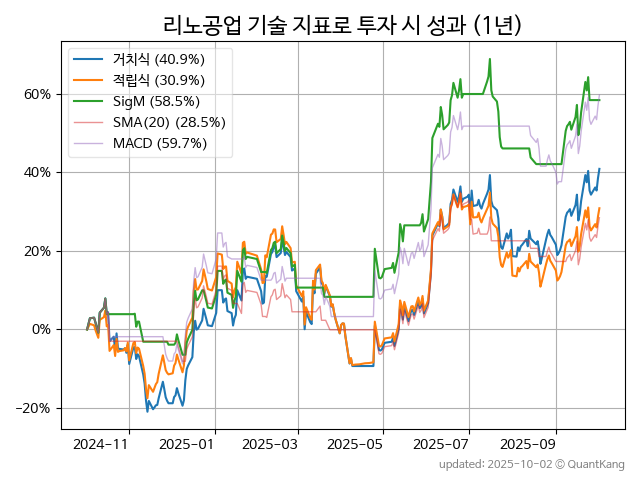 리노공업 기술 지표로 투자 시 성과 (1년)
거치식 (40.9%)
적립식 (30.9%)
SigM (58.5%)
SMA(20) (28.5%)
MACD (59.7%)
60%
40%
20%
0%
−20%
2024-11
2025-01
2025-03
2025-05
2025-07
2025-09
updated: 2025-10-02 © QuantKang